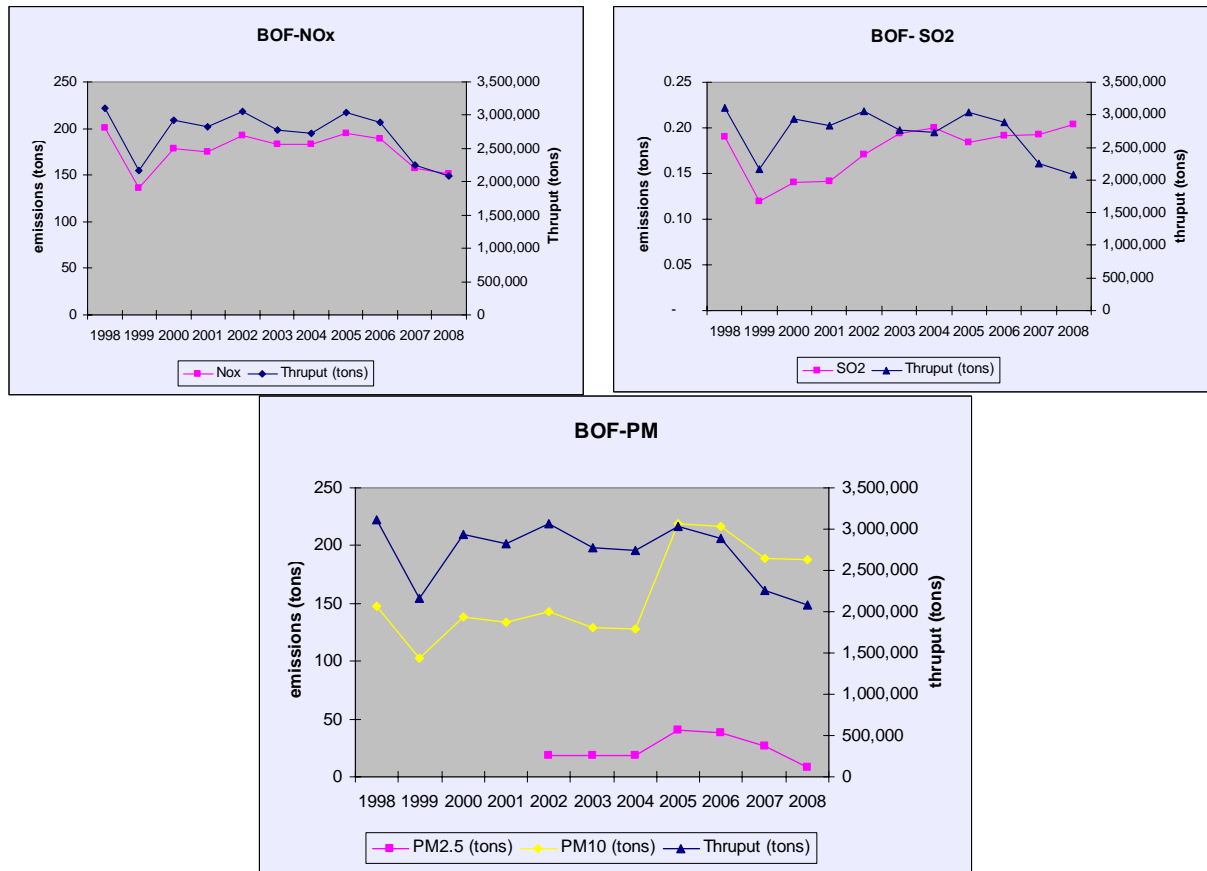 BOF-NOx
250
200
150
100
50
0
emissions (tons)
3,500,000
3,000,000
2,500,000
2,000,000
1,500,000
1,000,000
500,000
0
Thruput (tons)
1998 1999 2000 2001 2002 2003 2004 2005 2006 2007 2008
Nox Thruput (tons)
BOF- SO2
0.25
0.20
0.15
0.10
0.05
-
emissions (tons)
3,500,000
3,000,000
2,500,000
2,000,000
1,500,000
1,000,000
500,000
0
thruput (tons)
1998 1999 2000 2001 2002 2003 2004 2005 2006 2007 2008
SO2 Thruput (tons)
BOF-PM
250
200
150
100
50
0
emissions (tons)
3,500,000
3,000,000
2,500,000
2,000,000
1,500,000
1,000,000
500,000
0
thruput (tons)
1998 1999 2000 2001 2002 2003 2004 2005 2006 2007 2008
PM2.5 (tons) PM10 (tons) Thruput (tons)